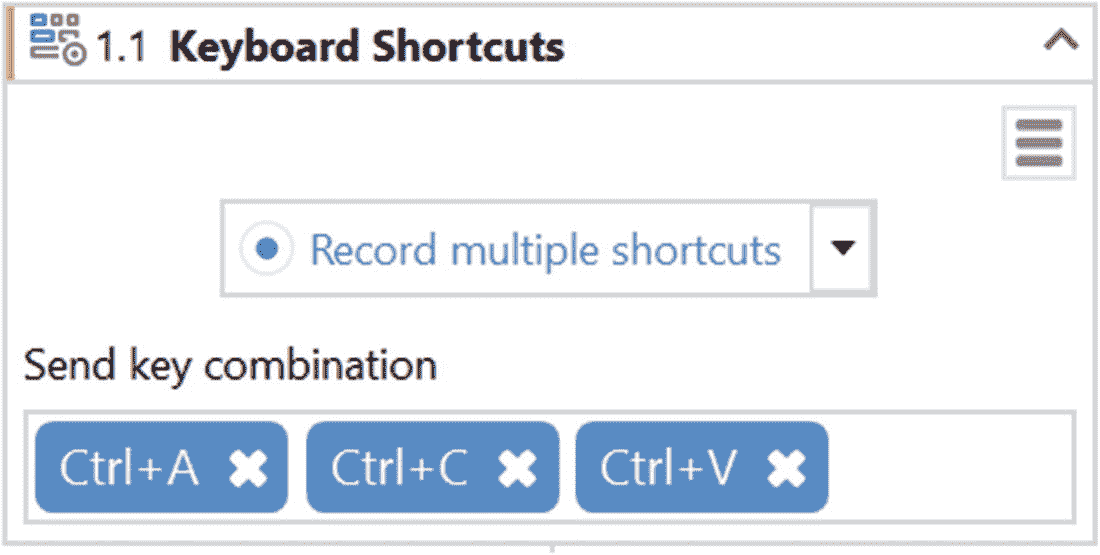 1.1 Keyboard Shortcuts
Record multiple shortcuts
Send key combination
Ctrl+A Ctrl+C Ctrl+V